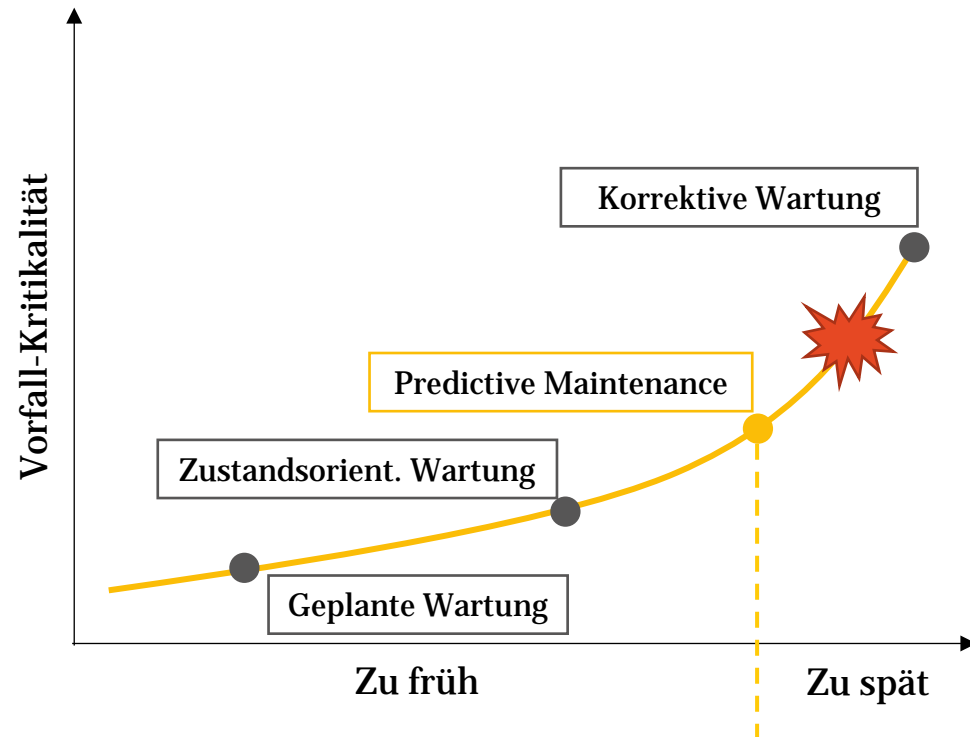 Vorfall-Kritikalität
Korrektive Wartung
Predictive Maintenance
Zustandsorient. Wartung
Geplante Wartung
Zu früh
Zu spät